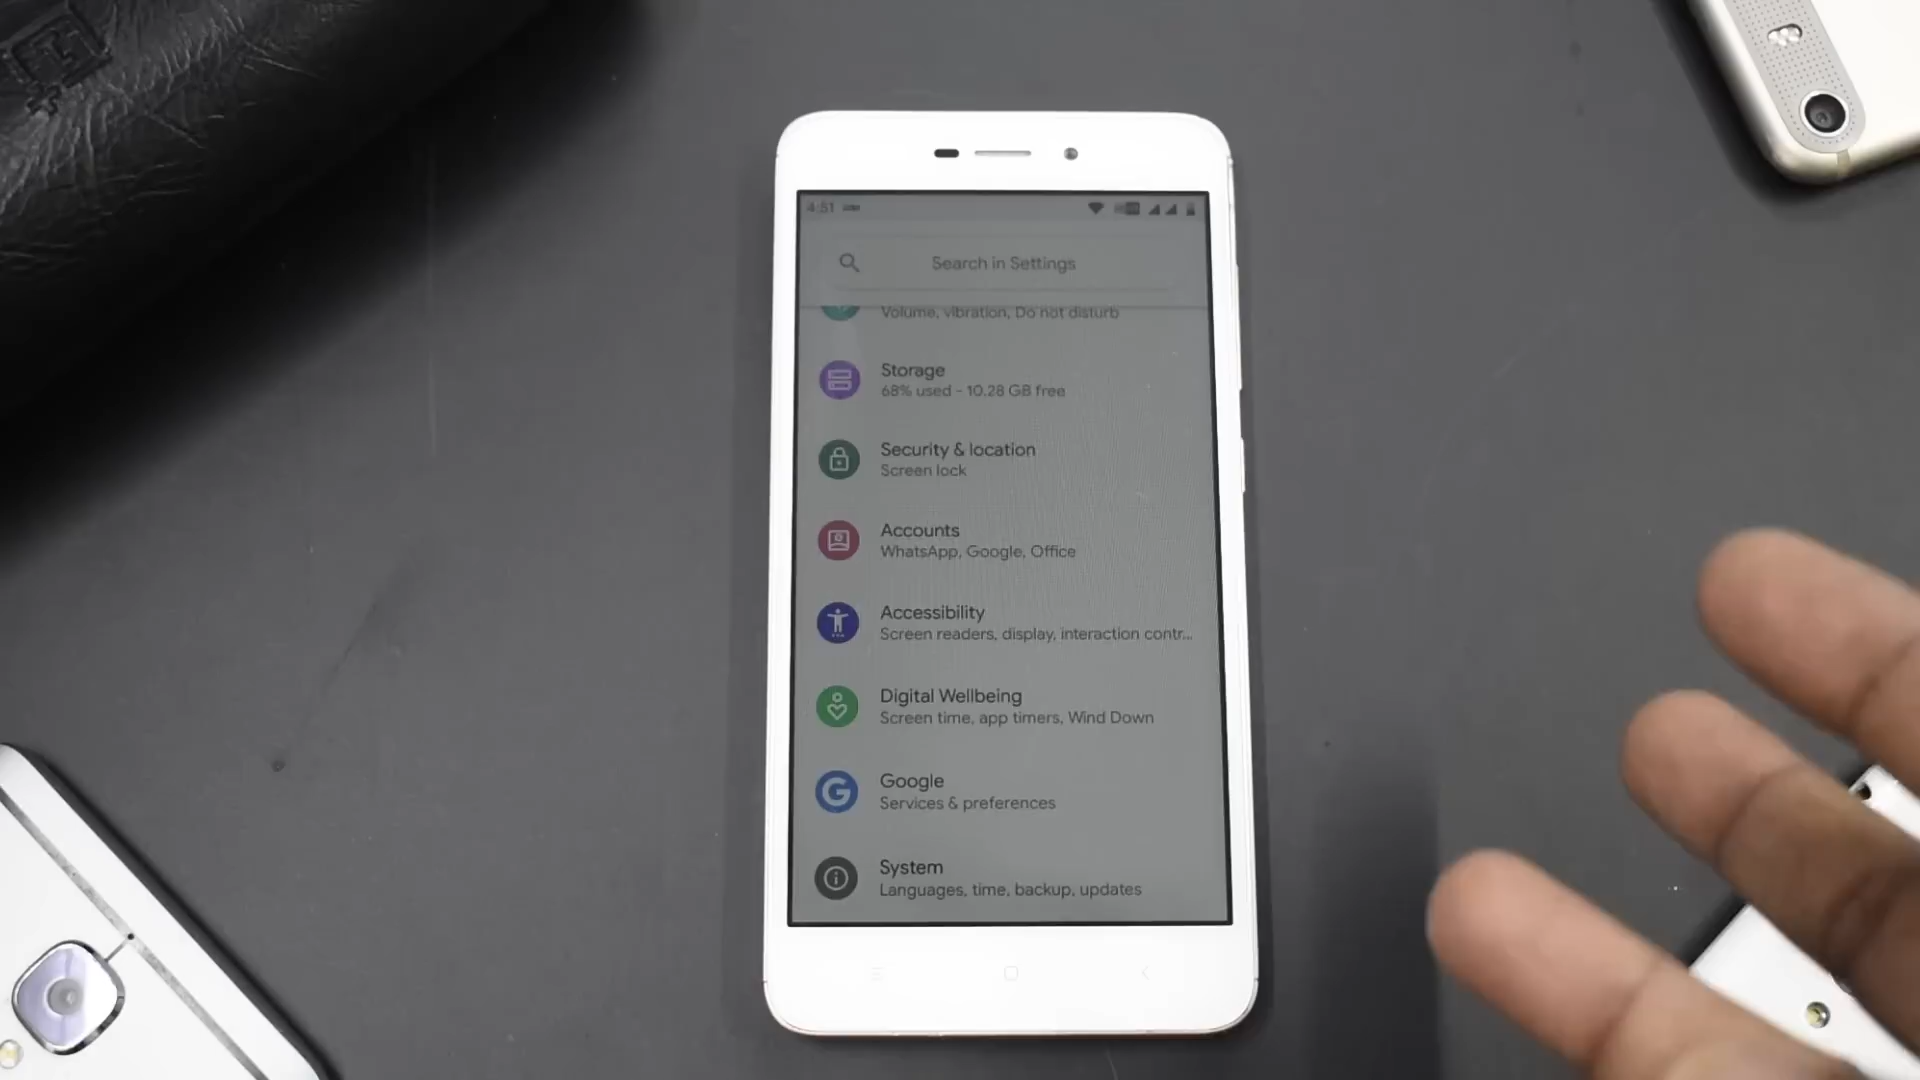 4:51
Search in Settings
Volume, vibration, Do not disturb
Storage
68% used - 10.28 GB free
Security & location
Screen lock
Accounts
WhatsApp, Google, Office
Accessibility
Screen readers, display, interaction contr...
Digital Wellbeing
Screen time, app timers, Wind Down
Google
Services & preferences
System
Languages, time, backup, updates